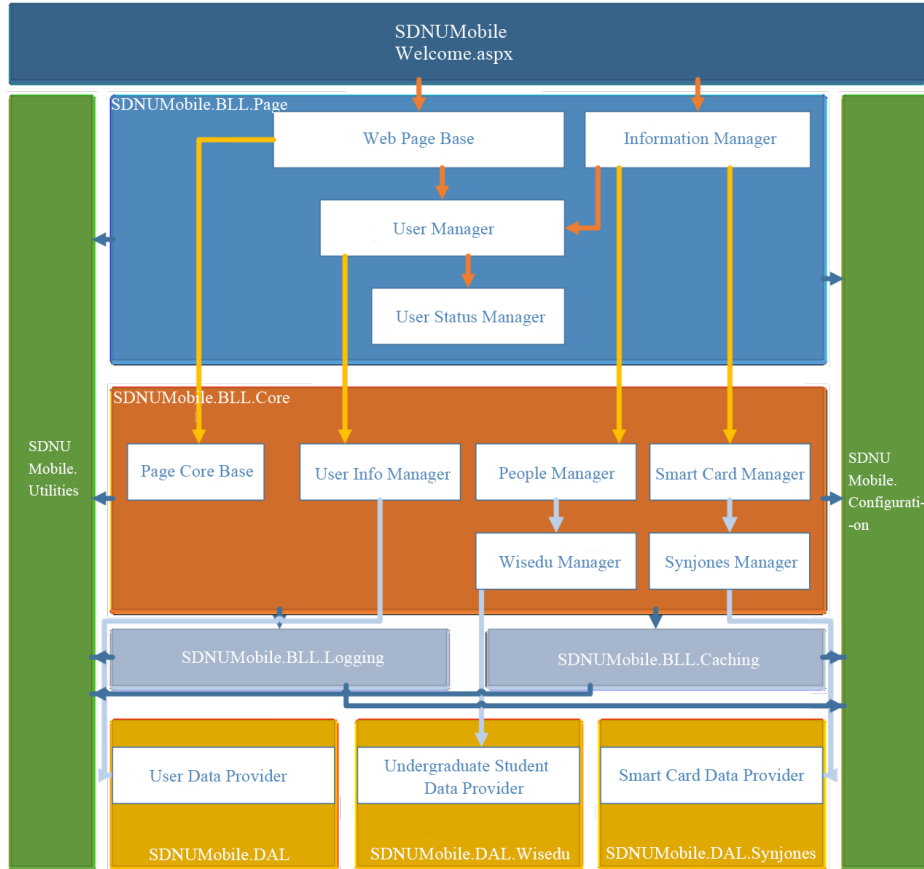 SDNUMobile
Welcome.aspx
SDNUMobile.BLL.Page
Web Page Base
Information Manager
User Manager
User Status Manager
SDNUMobile.BLL.Core
SDNU
Mobile.
Utilities
Page Core Base
User Info Manager
People Manager
Smart Card Manager
SDNU
Mobile.
Configurati-
-on
Wisedu Manager
Synjones Manager
SDNUMobile.BLL.Logging
SDNUMobile.BLL.Caching
User Data Provider
Undergraduate Student
Data Provider
Smart Card Data Provider
SDNUMobile.DAL
SDNUMobile.DAL.Wisedu
SDNUMobile.DAL.Synjones